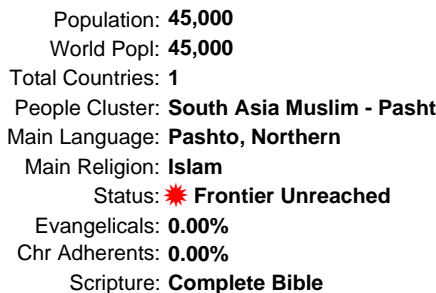 Population: 45,000
World Popl: 45,000
Total Countries: 1
People Cluster: South Asia Muslim - Pasht
Main Language: Pashto, Northern
Main Religion: Islam
Status: Frontier Unreached
Evangelicals: 0.00%
Chr Adherents: 0.00%
Scripture: Complete Bible